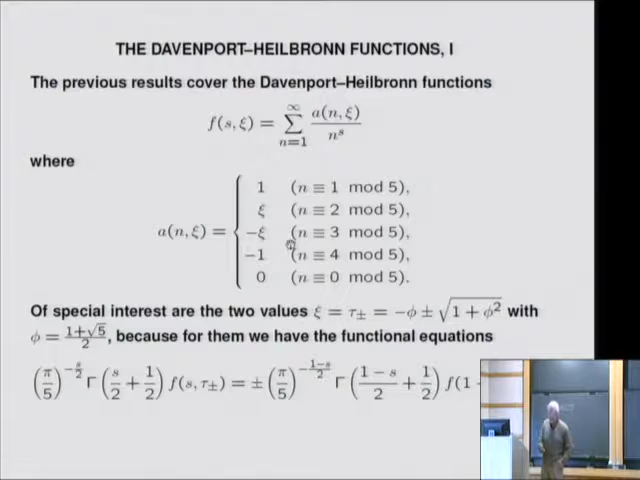 THE DAVENPORT–HEILBRONN FUNCTIONS, I
The previous results cover the Davenport–Heilbronn functions
f(s, ξ) = ∑_{n=1}^{∞} a(n, ξ)/n^s
where
a(n, ξ) = { 1 (n ≡ 1 mod 5),
ξ (n ≡ 2 mod 5),
−ξ (n ≡ 3 mod 5),
−1 (n ≡ 4 mod 5),
0 (n ≡ 0 mod 5).
Of special interest are the two values ξ = τ± = −φ ± √(1 + φ²) with
φ = (1+√5)/2, because for them we have the functional equations
(π/5)^{−s/2} Γ(s/2 + 1/2) f(s, τ±) = ± (π/5)^{−(1−s)/2} Γ((1−s)/2 + 1/2) f(1 −